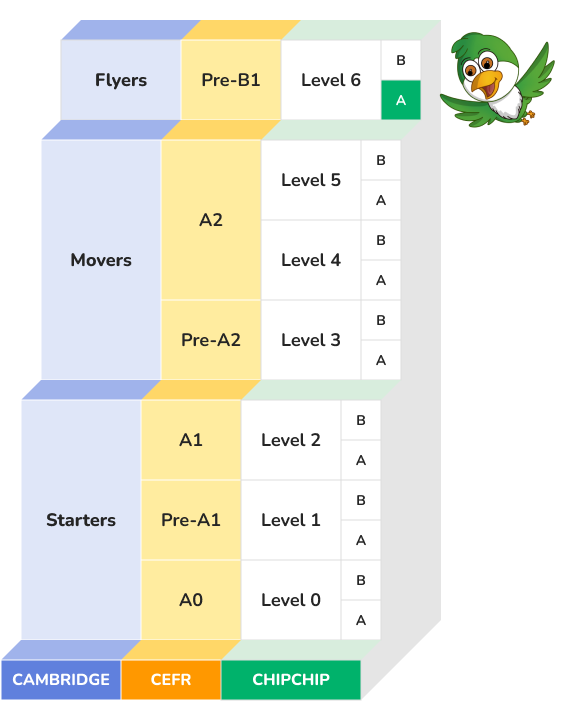 Flyers
Pre-B1
Level 6
B
A
Movers
A2
Level 5
B
A
Level 4
B
A
Pre-A2
Level 3
B
A
Starters
A1
Level 2
B
A
Pre-A1
Level 1
B
A
A0
Level 0
B
A
CAMBRIDGE
CEFR
CHIPCHIP